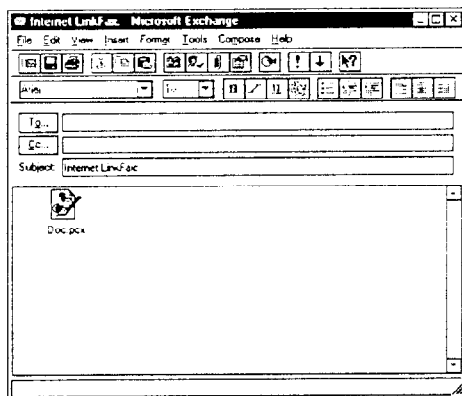 Internet LinkFax - Microsoft Exchange
File Edit View Insert Format Tools Compose Help
Arial
To...
Cc...
Subject: Internet LinkFax
Doc.pcx